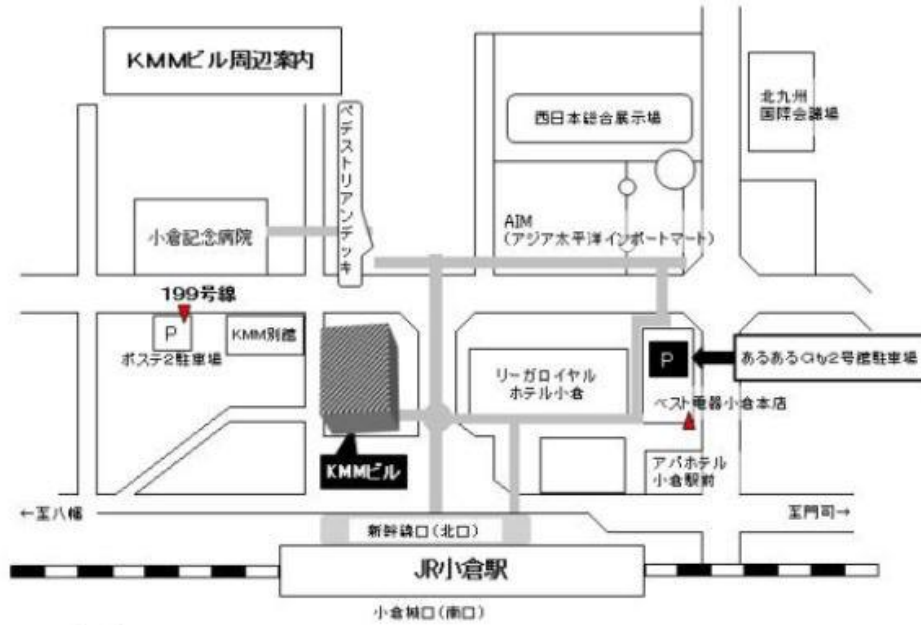 KMMビル周辺案内
ペデストリアンデッキ
西日本総合展示場
北九州
国際会議場
小倉記念病院
AIM
(アジア太平洋インポートマート)
199号線
P
ポステ2駐車場
KMM別館
リーガロイヤル
ホテル小倉
P
あるあるCity2号館駐車場
ベスト電器小倉本店
KMMビル
アパホテル
小倉駅前
←至八幡
至門司→
新幹線口(北口)
JR小倉駅
小倉城口(南口)